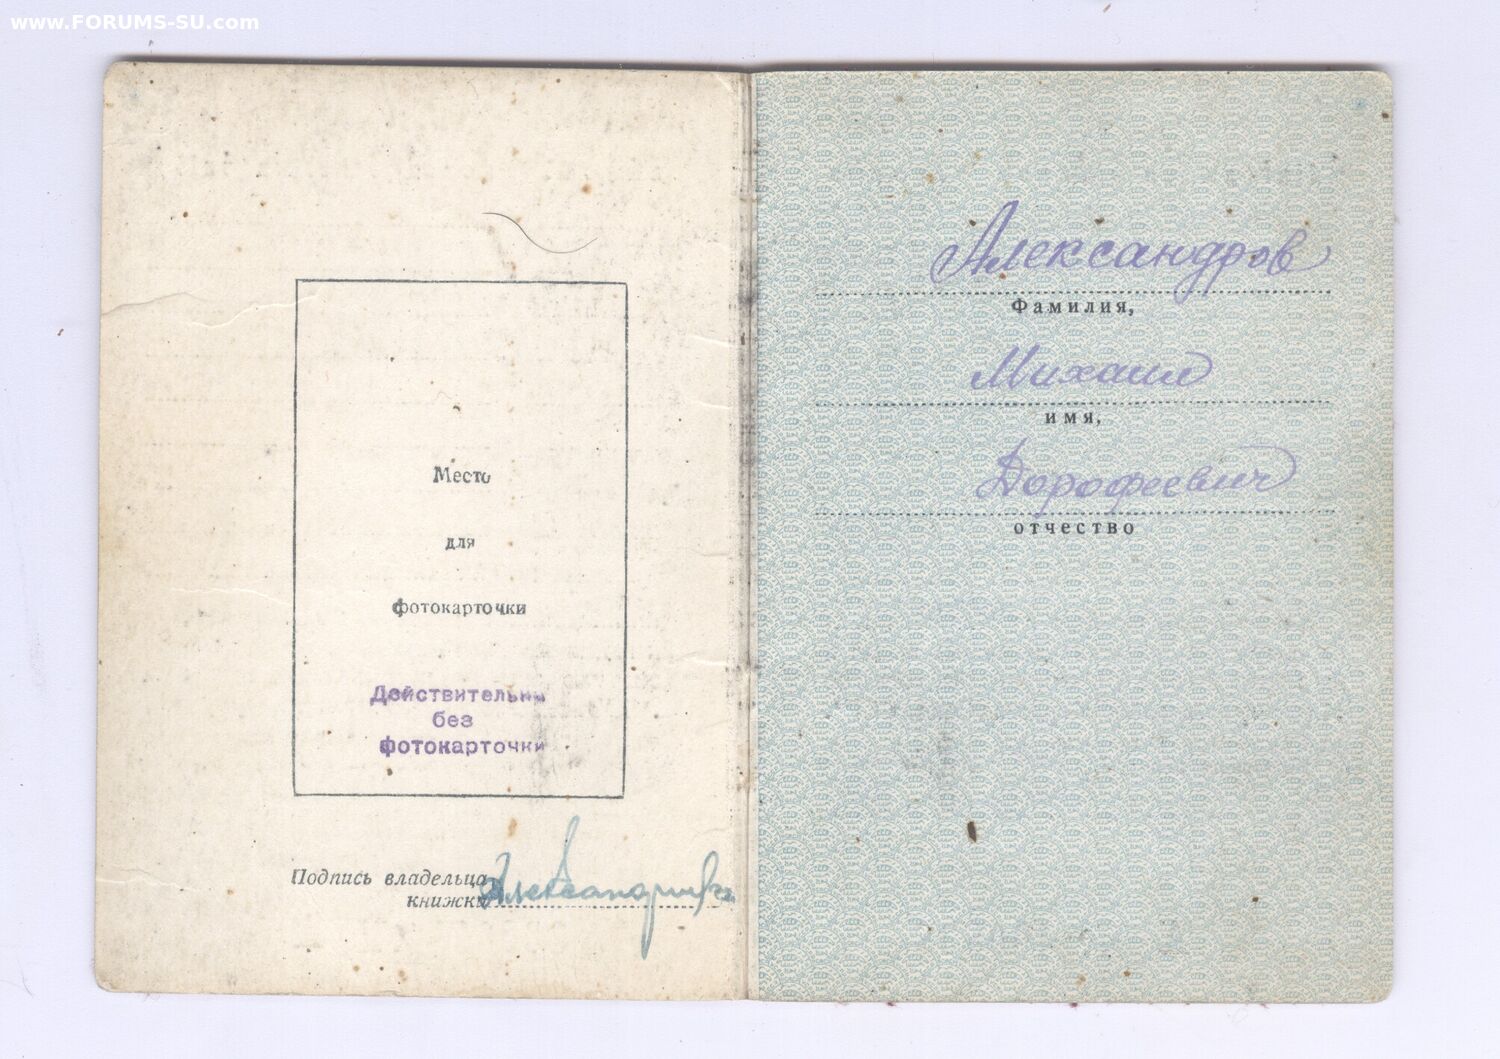 www.FORUMS-SU.com
Место
для
фотокарточки
Действительна
без
фотокарточки
Подпись владельца
книжки
Александров
Фамилия,
Михаил
имя,
Дорофеевич
отчество